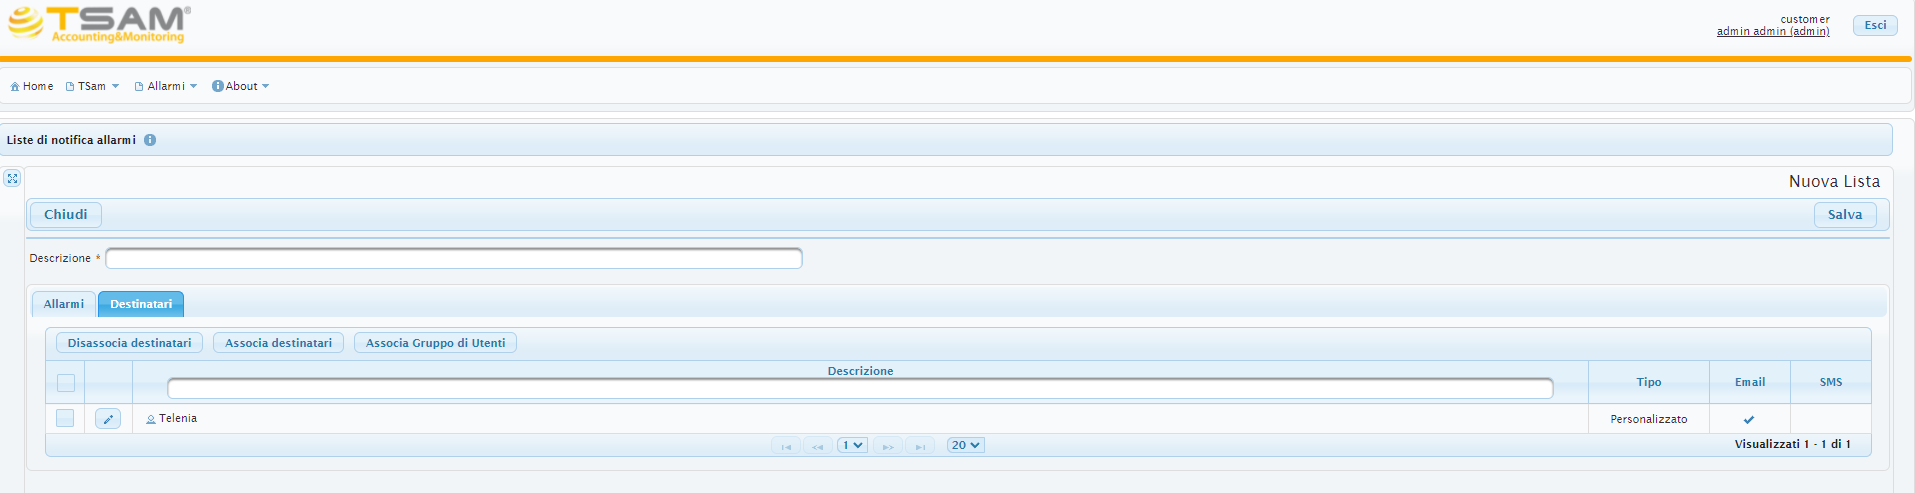 TSAM®
Accounting&Monitoring
customer
admin admin (admin)
Esci
Home TSam Allarmi About
Liste di notifica allarmi
Nuova Lista
Chiudi Salva
Descrizione *
Allarmi Destinatari
Disassocia destinatari Associa destinatari Associa Gruppo di Utenti
Descrizione Tipo Email SMS
Telenia Personalizzato
1 20 Visualizzati 1 - 1 di 1